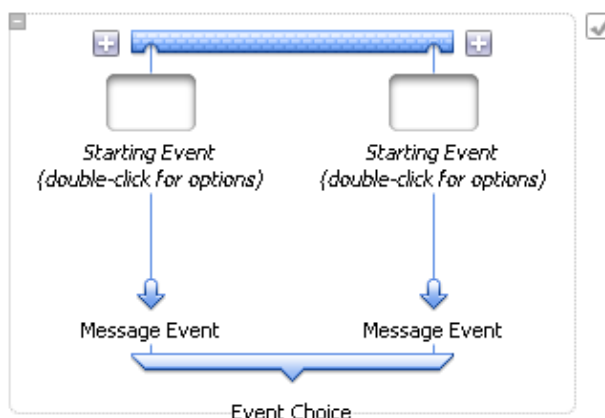 Starting Event
(double-click for options)
Starting Event
(double-click for options)
Message Event
Message Event
Event Choice